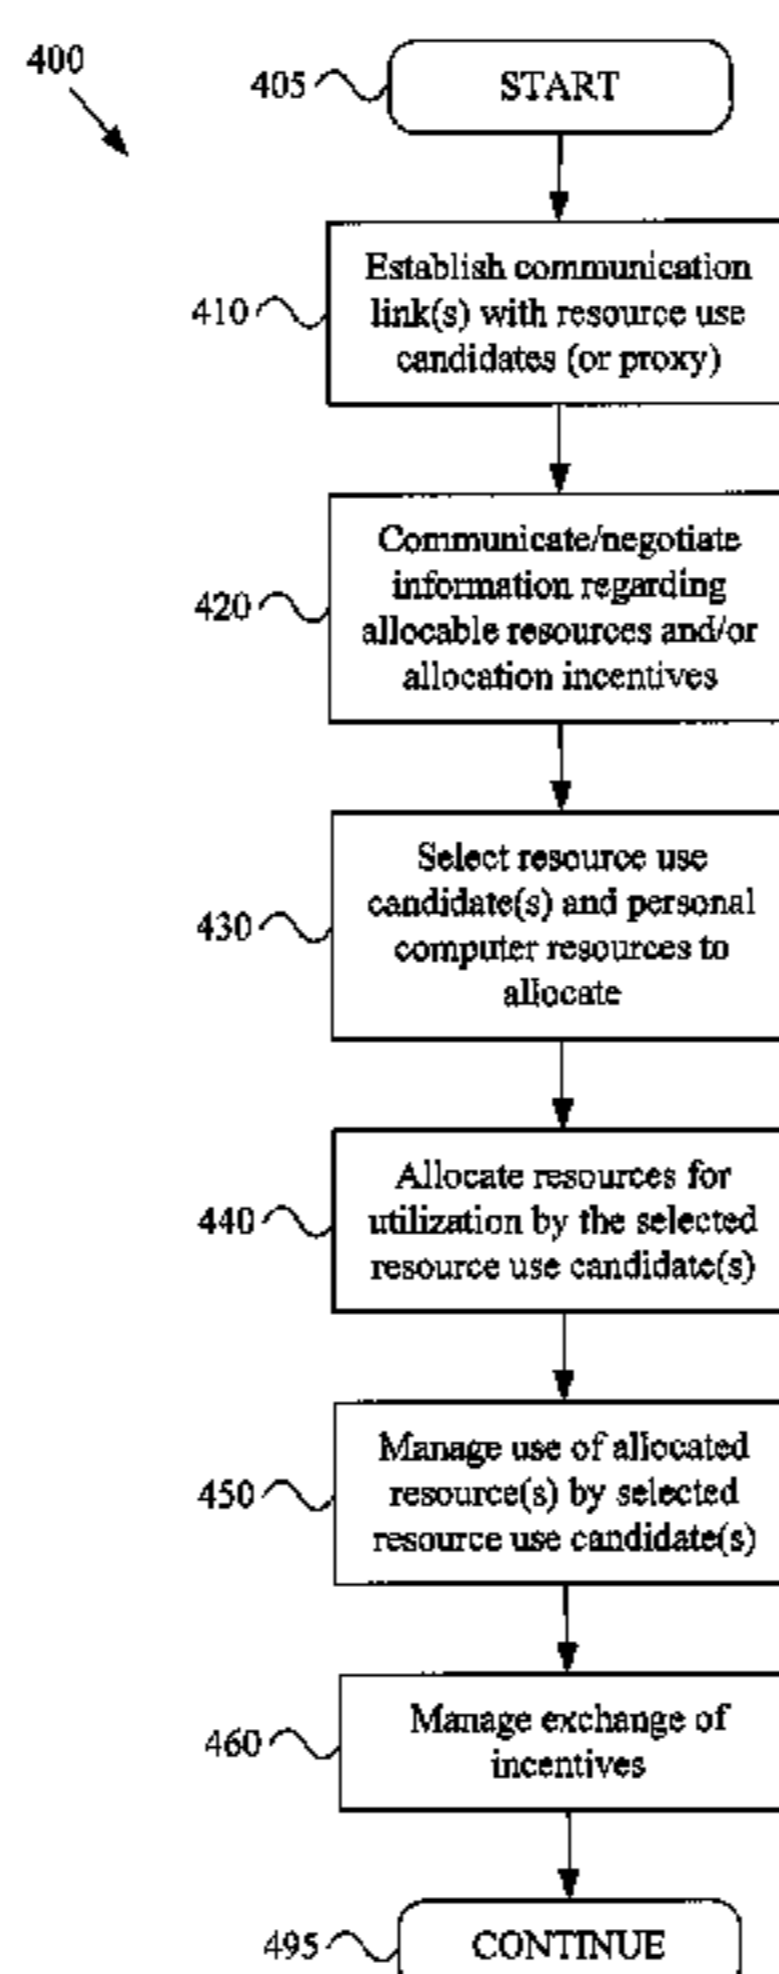 400
405
START
410
Establish communication
link(s) with resource use
candidates (or proxy)
420
Communicate/negotiate
information regarding
allocable resources and/or
allocation incentives
430
Select resource use
candidate(s) and personal
computer resources to
allocate
440
Allocate resources for
utilization by the selected
resource use candidate(s)
450
Manage use of allocated
resource(s) by selected
resource use candidate(s)
460
Manage exchange of
incentives
495
CONTINUE